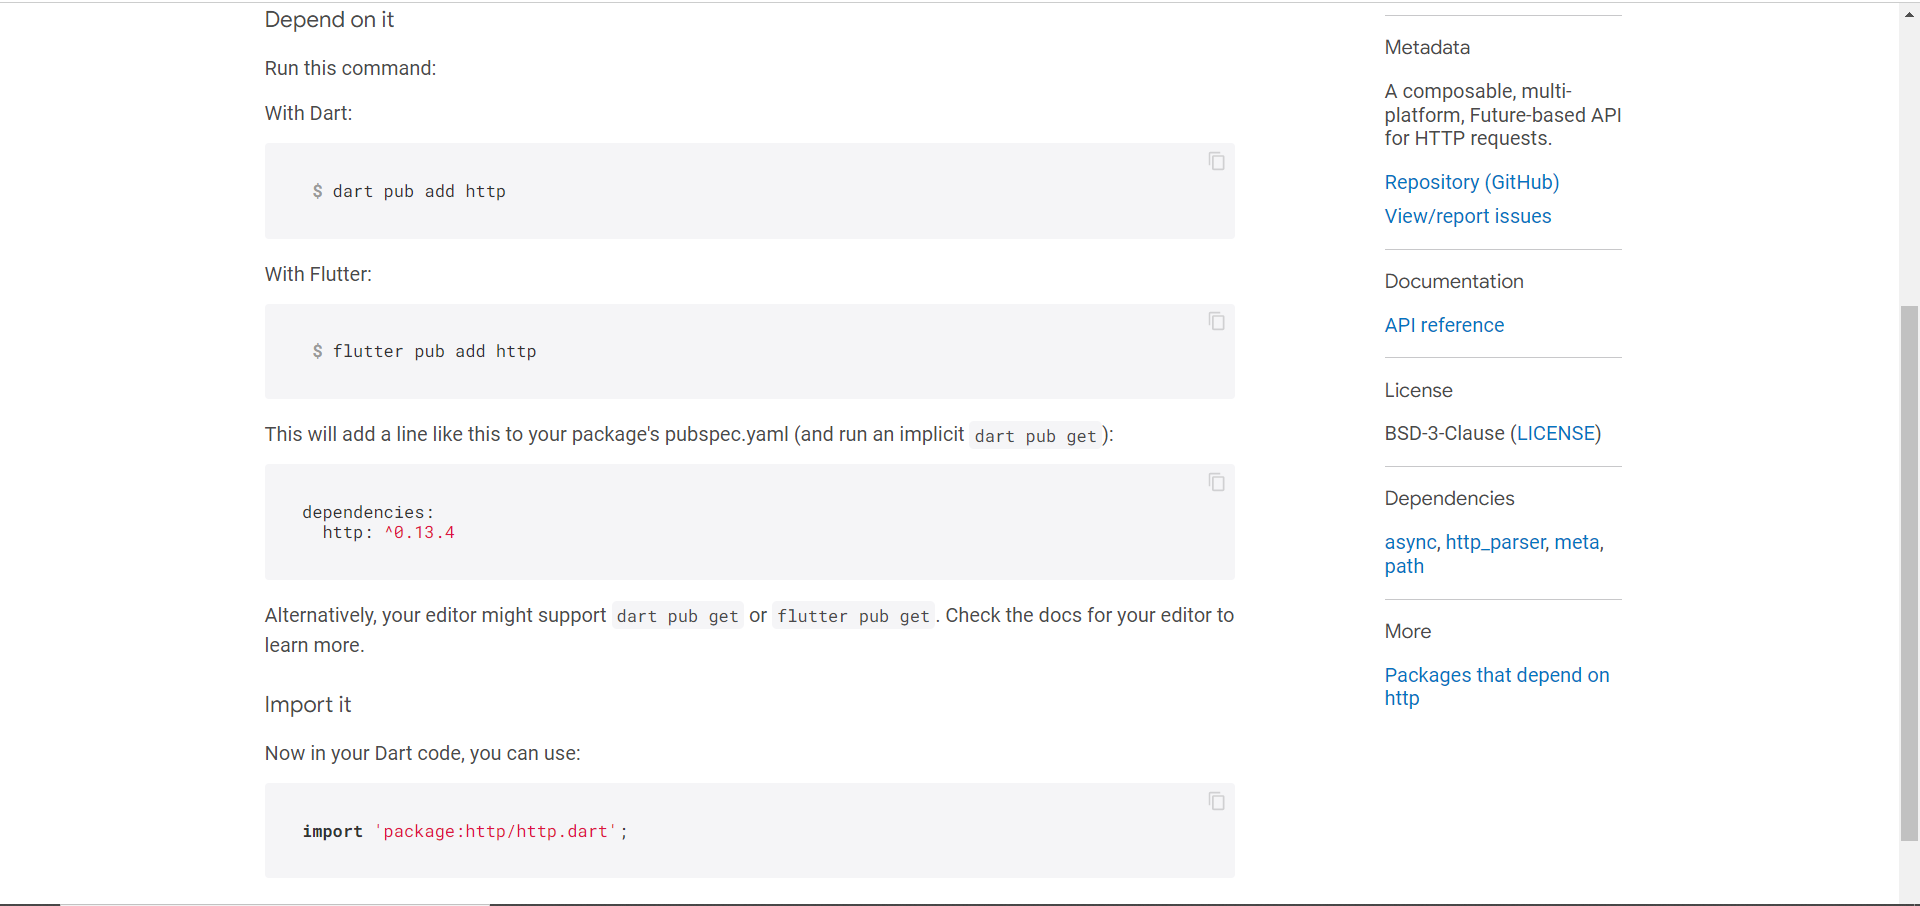 Depend on it
Run this command:
With Dart:
$ dart pub add http
With Flutter:
$ flutter pub add http
This will add a line like this to your package's pubspec.yaml (and run an implicit dart pub get):
dependencies:
  http: ^0.13.4
Alternatively, your editor might support dart pub get or flutter pub get. Check the docs for your editor to
learn more.
Import it
Now in your Dart code, you can use:
import 'package:http/http.dart';
Metadata
A composable, multi-
platform, Future-based API
for HTTP requests.
Repository (GitHub)
View/report issues
Documentation
API reference
License
BSD-3-Clause (LICENSE)
Dependencies
async, http_parser, meta,
path
More
Packages that depend on
http